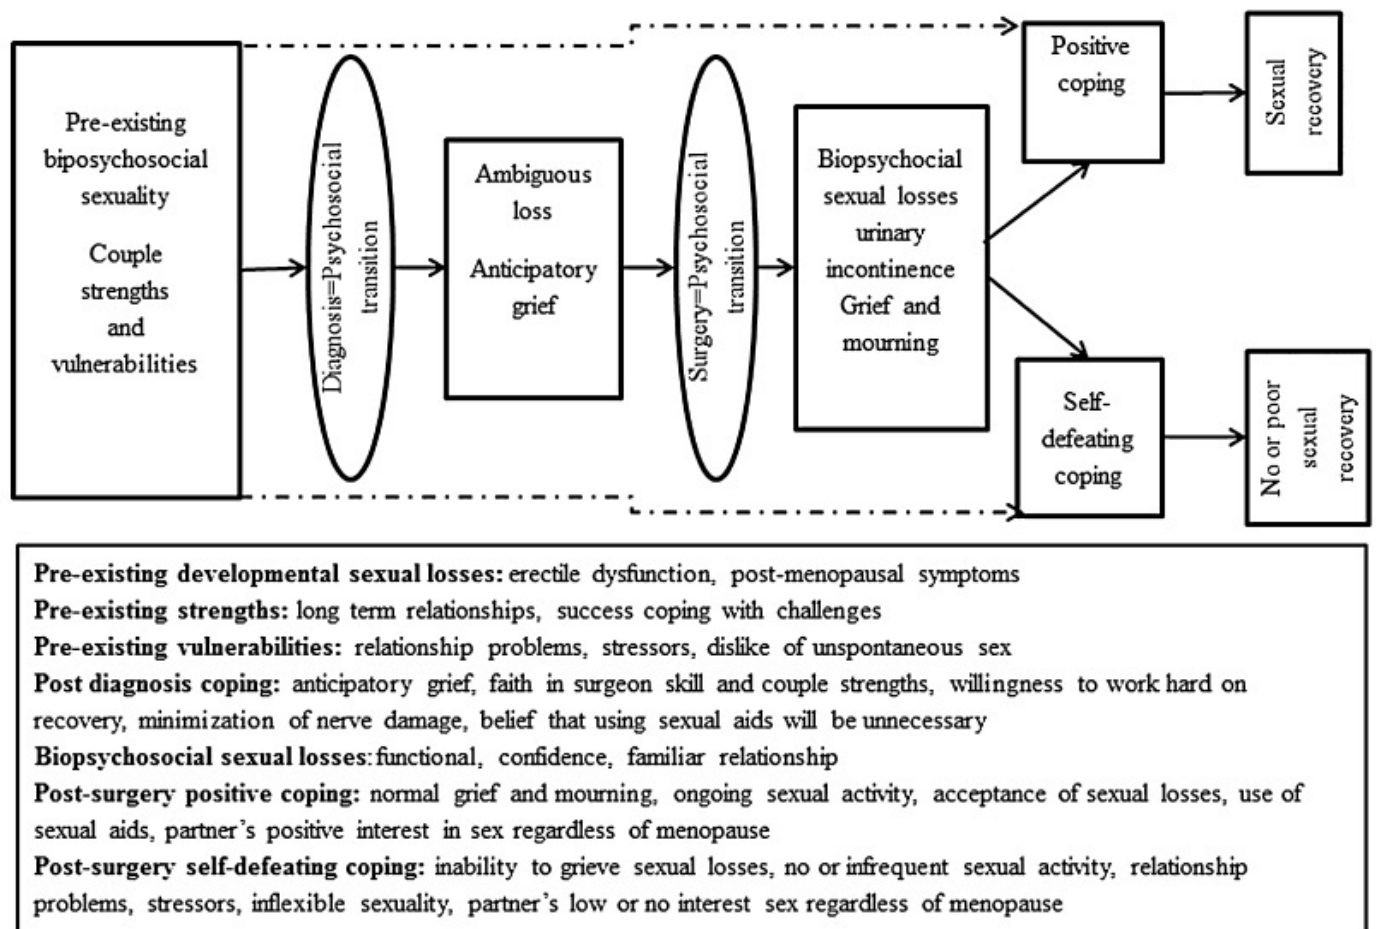 Pre-existing
biposychosocial
sexuality
Couple
strengths
and
vulnerabilities
Diagnosis=Psychosocial
transition
Ambiguous
loss
Anticipatory
grief
Surgery=Psychosocial
transition
Biopsychocial
sexual losses
urinary
incontinence
Grief and
mourning
Positive
coping
Sexual
recovery
Self-
defeating
coping
No or poor
sexual
recovery
Pre-existing developmental sexual losses: erectile dysfunction, post-menopausal symptoms
Pre-existing strengths: long term relationships, success coping with challenges
Pre-existing vulnerabilities: relationship problems, stressors, dislike of unspontaneous sex
Post diagnosis coping: anticipatory grief, faith in surgeon skill and couple strengths, willingness to work hard on
recovery, minimization of nerve damage, belief that using sexual aids will be unnecessary
Biopsychosocial sexual losses:functional, confidence, familiar relationship
Post-surgery positive coping: normal grief and mourning, ongoing sexual activity, acceptance of sexual losses, use of
sexual aids, partner's positive interest in sex regardless of menopause
Post-surgery self-defeating coping: inability to grieve sexual losses, no or infrequent sexual activity, relationship
problems, stressors, inflexible sexuality, partner's low or no interest sex regardless of menopause